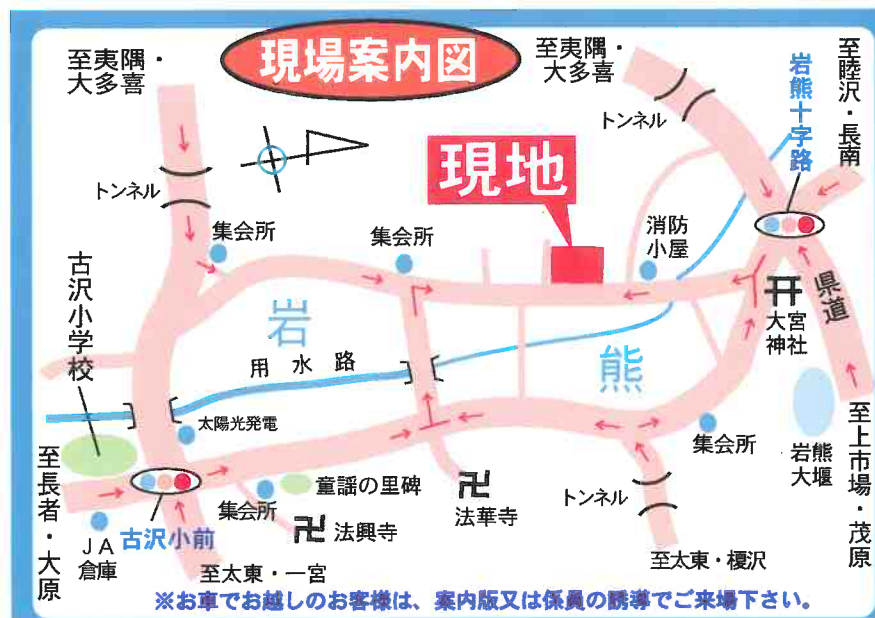 現場案内図
至夷隅・
大多喜
至夷隅・
大多喜
岩熊十字路
至睦沢・長南
トンネル
トンネル
現地
集会所
集会所
消防
小屋
古沢小学校
岩
熊
用水路
大宮
神社
県道
太陽光発電
集会所
岩熊
大堰
至上市場・茂原
至長者・大原
集会所
童謡の里碑
卍
法興寺
卍
法華寺
トンネル
JA
倉庫
古沢小前
至太東・一宮
至太東・榎沢
※お車でお越しのお客様は、案内版又は係員の誘導でご来場下さい。